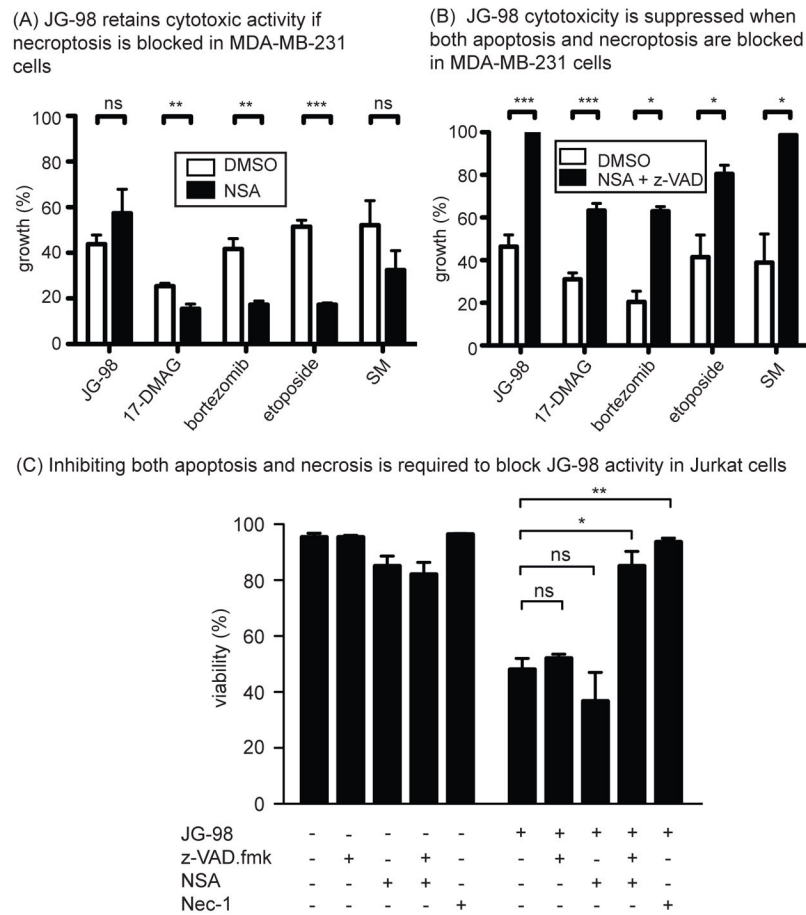 (A) JG-98 retains cytotoxic activity if
necroptosis is blocked in MDA-MB-231
cells
ns ** ** *** ns
100
80
60
40
20
0
growth (%)
DMSO
NSA
JG-98
17-DMAG
bortezomib
etoposide
SM
(B) JG-98 cytotoxicity is suppressed when
both apoptosis and necroptosis are blocked
in MDA-MB-231 cells
*** *** * * *
100
80
60
40
20
0
growth (%)
DMSO
NSA + z-VAD
JG-98
17-DMAG
bortezomib
etoposide
SM
(C) Inhibiting both apoptosis and necrosis is required to block JG-98 activity in Jurkat cells
**
*
ns
ns
100
80
60
40
20
0
viability (%)
JG-98 - - - - - + + + + +
z-VAD.fmk - + - + - - + - + -
NSA - - + + - - - + + -
Nec-1 - - - - + - - - - +